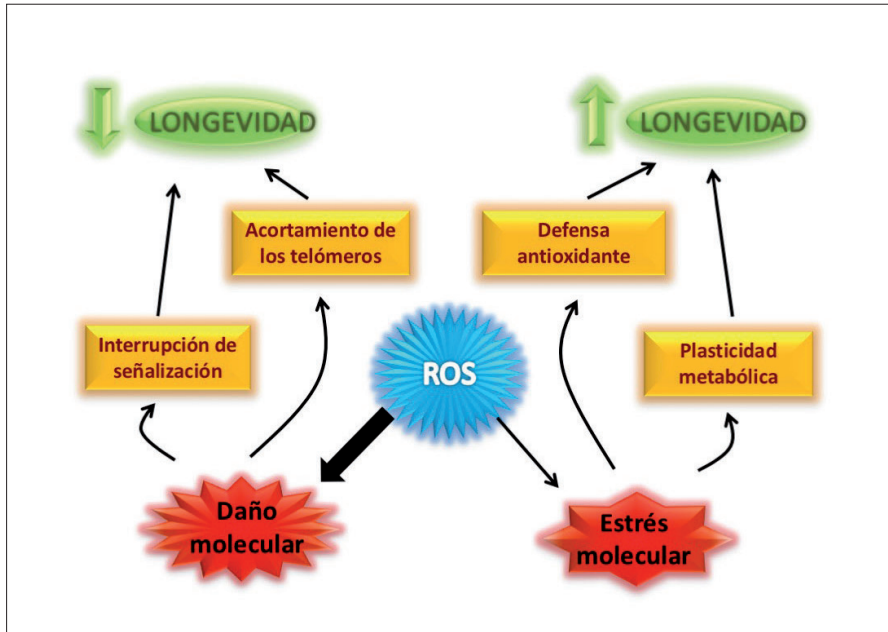 LONGEVIDAD
LONGEVIDAD
Acortamiento de
los telómeros
Defensa
antioxidante
Interrupción de
señalización
ROS
Plasticidad
metabólica
Daño
molecular
Estrés
molecular